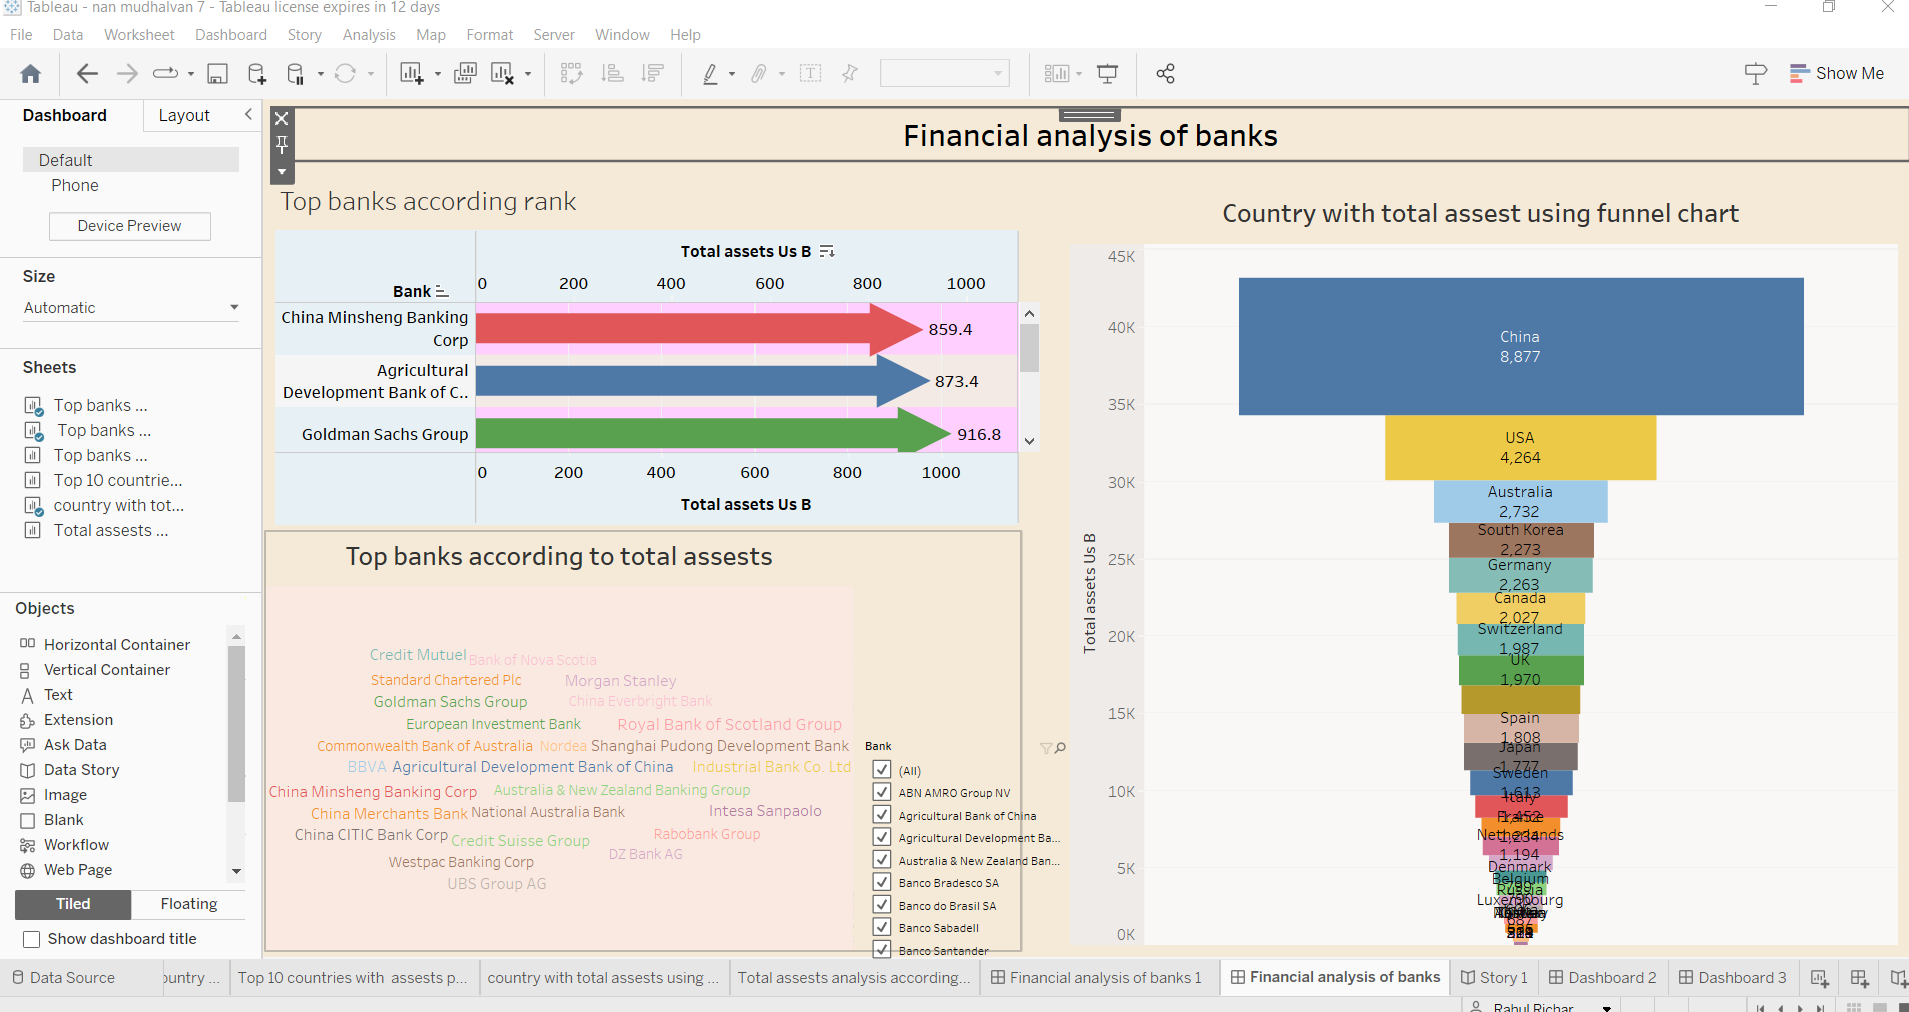 Tableau - nan mudhalvan 7 - Tableau license expires in 12 days
File Data Worksheet Dashboard Story Analysis Map Format Server Window Help
Show Me
Dashboard Layout
Default
Phone
Device Preview
Size
Automatic
Sheets
Top banks ...
Top banks ...
Top banks ...
Top 10 countrie...
country with tot...
Total assests ...
Objects
Horizontal Container
Vertical Container
Text
Extension
Ask Data
Data Story
Image
Blank
Workflow
Web Page
Tiled Floating
Show dashboard title
Financial analysis of banks
Top banks according rank
Total assets Us B
Bank
0 200 400 600 800 1000
China Minsheng Banking
Corp
859.4
Agricultural
Development Bank of C..
873.4
Goldman Sachs Group
916.8
0 200 400 600 800 1000
Total assets Us B
Top banks according to total assests
Credit Mutuel
Bank of Nova Scotia
Standard Chartered Plc
Morgan Stanley
Goldman Sachs Group
China Everbright Bank
European Investment Bank
Royal Bank of Scotland Group
Commonwealth Bank of Australia
Nordea
Shanghai Pudong Development Bank
BBVA
Agricultural Development Bank of China
Industrial Bank Co. Ltd
China Minsheng Banking Corp
Australia & New Zealand Banking Group
China Merchants Bank
National Australia Bank
Intesa Sanpaolo
China CITIC Bank Corp
Credit Suisse Group
Rabobank Group
Westpac Banking Corp
DZ Bank AG
UBS Group AG
Bank
(All)
ABN AMRO Group NV
Agricultural Bank of China
Agricultural Development Ba...
Australia & New Zealand Ban...
Banco Bradesco SA
Banco do Brasil SA
Banco Sabadell
Banco Santander
Country with total assest using funnel chart
Total assets Us B
45K
40K
35K
30K
25K
20K
15K
10K
5K
0K
China
8,877
USA
4,264
Australia
2,732
South Korea
2,273
Germany
2,263
Canada
2,027
Switzerland
1,987
UK
1,970
Spain
1,808
Japan
1,777
Sweden
1,613
Italy
1,452
France
1,234
Netherlands
1,194
Denmark
Belgium
Russia
Luxembourg
Data Source
ountry ...
Top 10 countries with assests p...
country with total assests using ...
Total assests analysis according...
Financial analysis of banks 1
Financial analysis of banks
Story 1
Dashboard 2
Dashboard 3
Rahul Richar